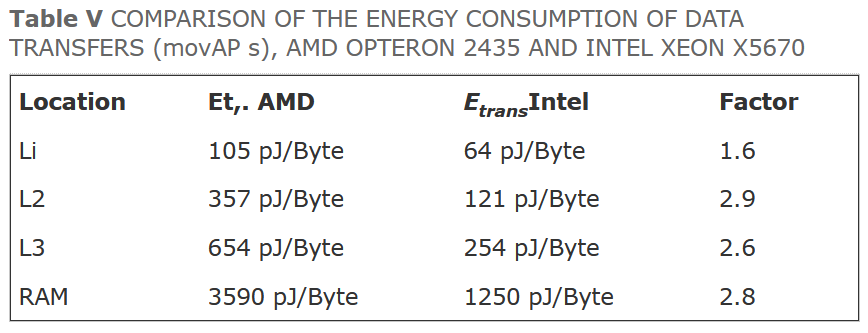 Table V COMPARISON OF THE ENERGY CONSUMPTION OF DATA
TRANSFERS (movAP s), AMD OPTERON 2435 AND INTEL XEON X5670
Location Et,. AMD EtransIntel Factor
Li 105 pJ/Byte 64 pJ/Byte 1.6
L2 357 pJ/Byte 121 pJ/Byte 2.9
L3 654 pJ/Byte 254 pJ/Byte 2.6
RAM 3590 pJ/Byte 1250 pJ/Byte 2.8